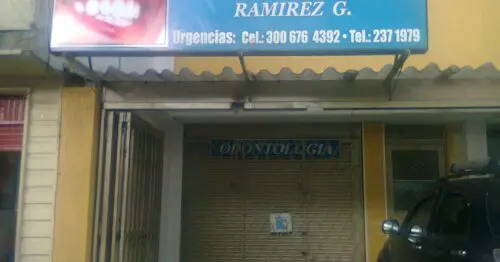 RAMIREZ G.
Urgencias: Cel.: 300 676 4392 • Tel.: 237 1979
ODONTOLOGIA